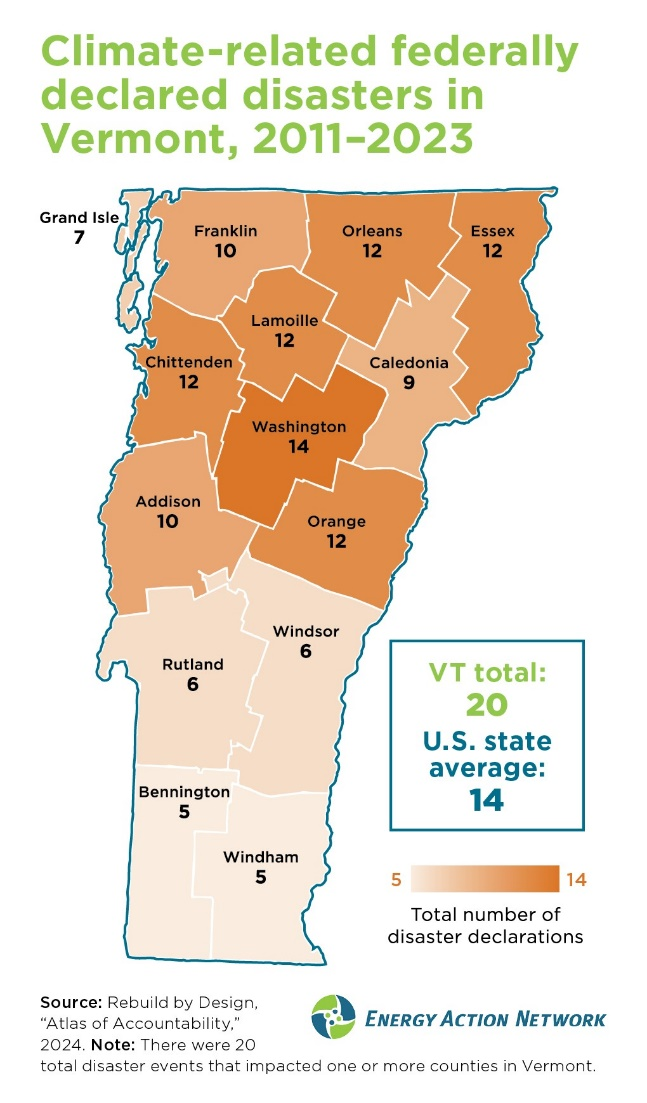 Climate-related federally
declared disasters in
Vermont, 2011–2023
Grand Isle
7
Franklin
10
Orleans
12
Essex
12
Lamoille
12
Chittenden
12
Caledonia
9
Washington
14
Addison
10
Orange
12
Windsor
6
Rutland
6
Bennington
5
Windham
5
VT total:
20
U.S. state
average:
14
5
14
Total number of
disaster declarations
Source: Rebuild by Design,
“Atlas of Accountability,”
2024. Note: There were 20
total disaster events that impacted one or more counties in Vermont.
ENERGY ACTION NETWORK